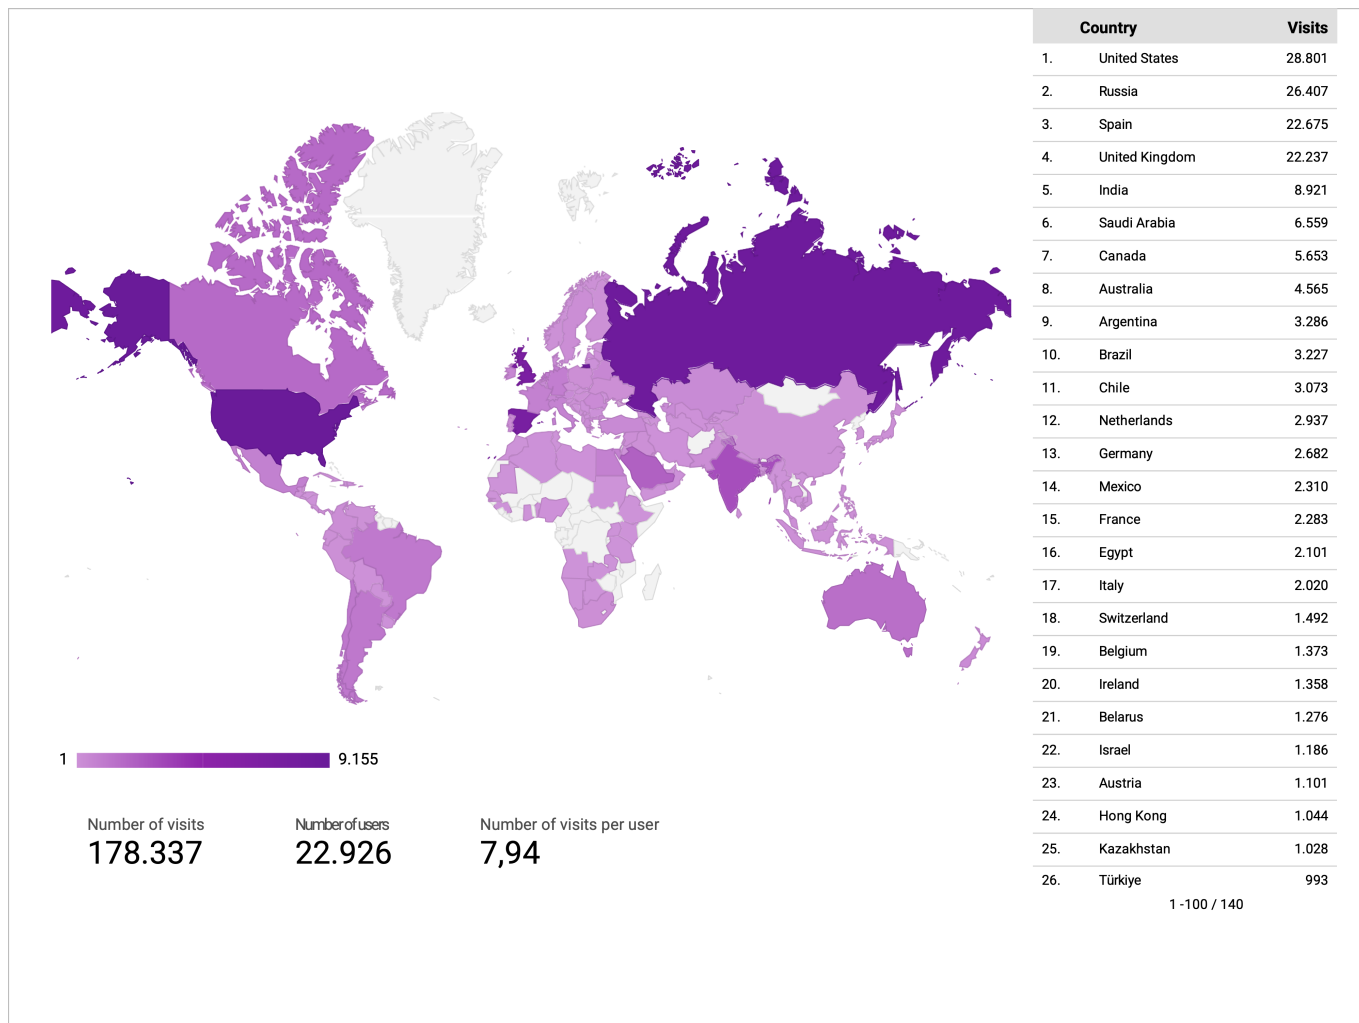 Country Visits
1. United States 28.801
2. Russia 26.407
3. Spain 22.675
4. United Kingdom 22.237
5. India 8.921
6. Saudi Arabia 6.559
7. Canada 5.653
8. Australia 4.565
9. Argentina 3.286
10. Brazil 3.227
11. Chile 3.073
12. Netherlands 2.937
13. Germany 2.682
14. Mexico 2.310
15. France 2.283
16. Egypt 2.101
17. Italy 2.020
18. Switzerland 1.492
19. Belgium 1.373
20. Ireland 1.358
21. Belarus 1.276
22. Israel 1.186
23. Austria 1.101
24. Hong Kong 1.044
25. Kazakhstan 1.028
26. Türkiye 993
1 -100 / 140
1 9.155
Number of visits Number of users Number of visits per user
178.337 22.926 7,94